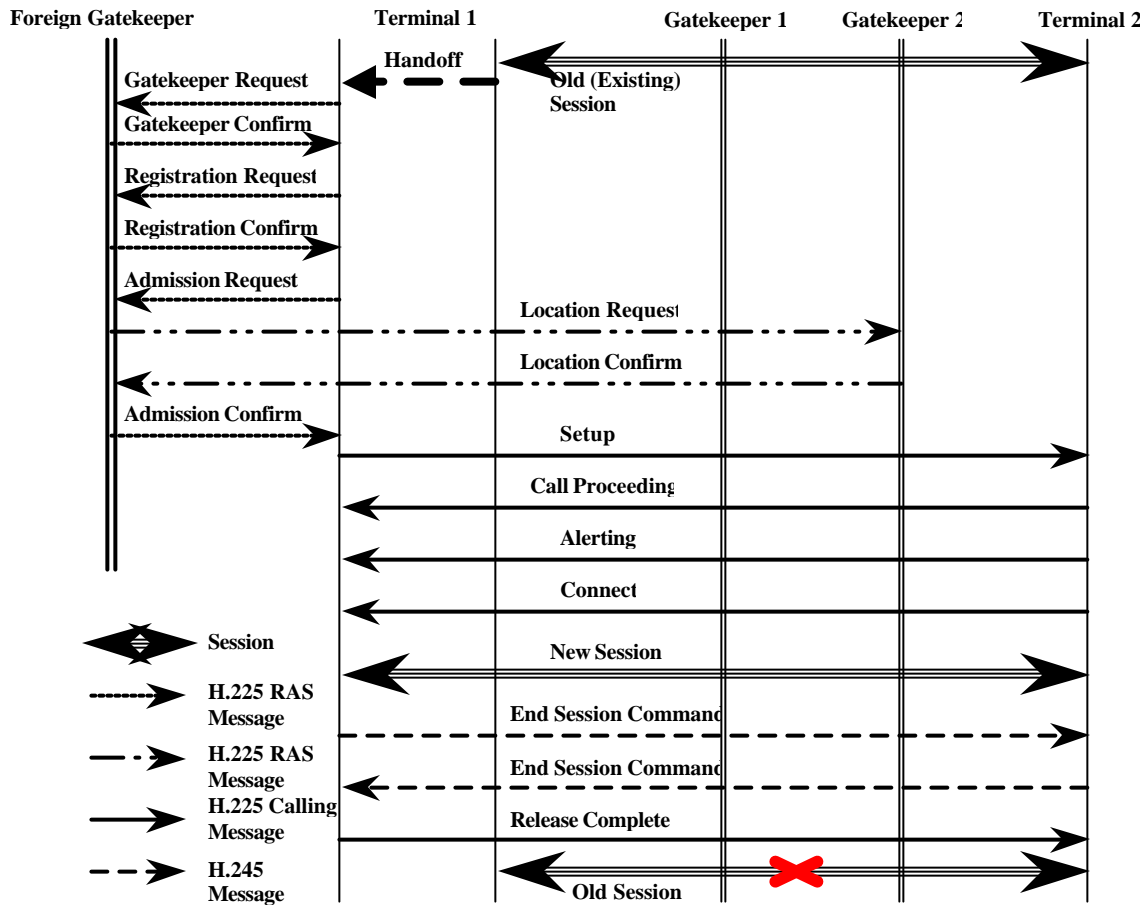 Foreign Gatekeeper
Terminal 1
Gatekeeper 1
Gatekeeper 2
Terminal 2
Handoff
Old (Existing)
Session
Gatekeeper Request
Gatekeeper Confirm
Registration Request
Registration Confirm
Admission Request
Location Request
Location Confirm
Admission Confirm
Setup
Call Proceeding
Alerting
Connect
New Session
End Session Command
End Session Command
Release Complete
Old Session
Session
H.225 RAS
Message
H.225 RAS
Message
H.225 Calling
Message
H.245
Message